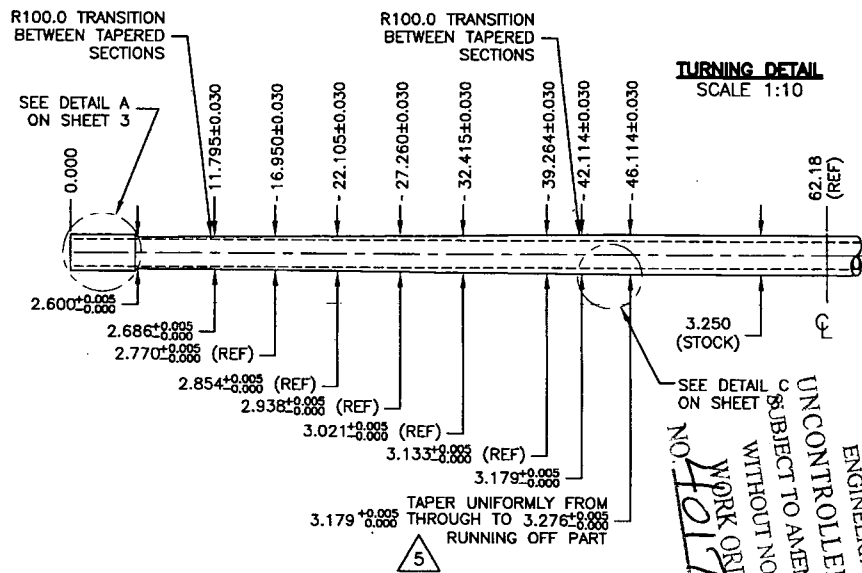 R100.0 TRANSITION
BETWEEN TAPERED
SECTIONS
R100.0 TRANSITION
BETWEEN TAPERED
SECTIONS
TURNING DETAIL
SCALE 1:10
SEE DETAIL A
ON SHEET 3
0.000
11.795±0.030
16.950±0.030
22.105±0.030
27.260±0.030
32.415±0.030
39.264±0.030
42.114±0.030
46.114±0.030
62.18
(REF)
2.600+0.005
-0.000
2.686+0.005
-0.000
2.770+0.005
-0.000 (REF)
2.854+0.005
-0.000 (REF)
2.938+0.005
-0.000 (REF)
3.021+0.005
-0.000 (REF)
3.133+0.005
-0.000 (REF)
3.179+0.005
-0.000
3.250
(STOCK)
℄
SEE DETAIL C
ON SHEET
TAPER UNIFORMLY FROM
3.179+0.005
0.000 THROUGH TO 3.276+0.005
-0.000
RUNNING OFF PART
5
UNCONTROLLE
SUBJECT TO AME
WITHOUT NO
WORK OR
NO.